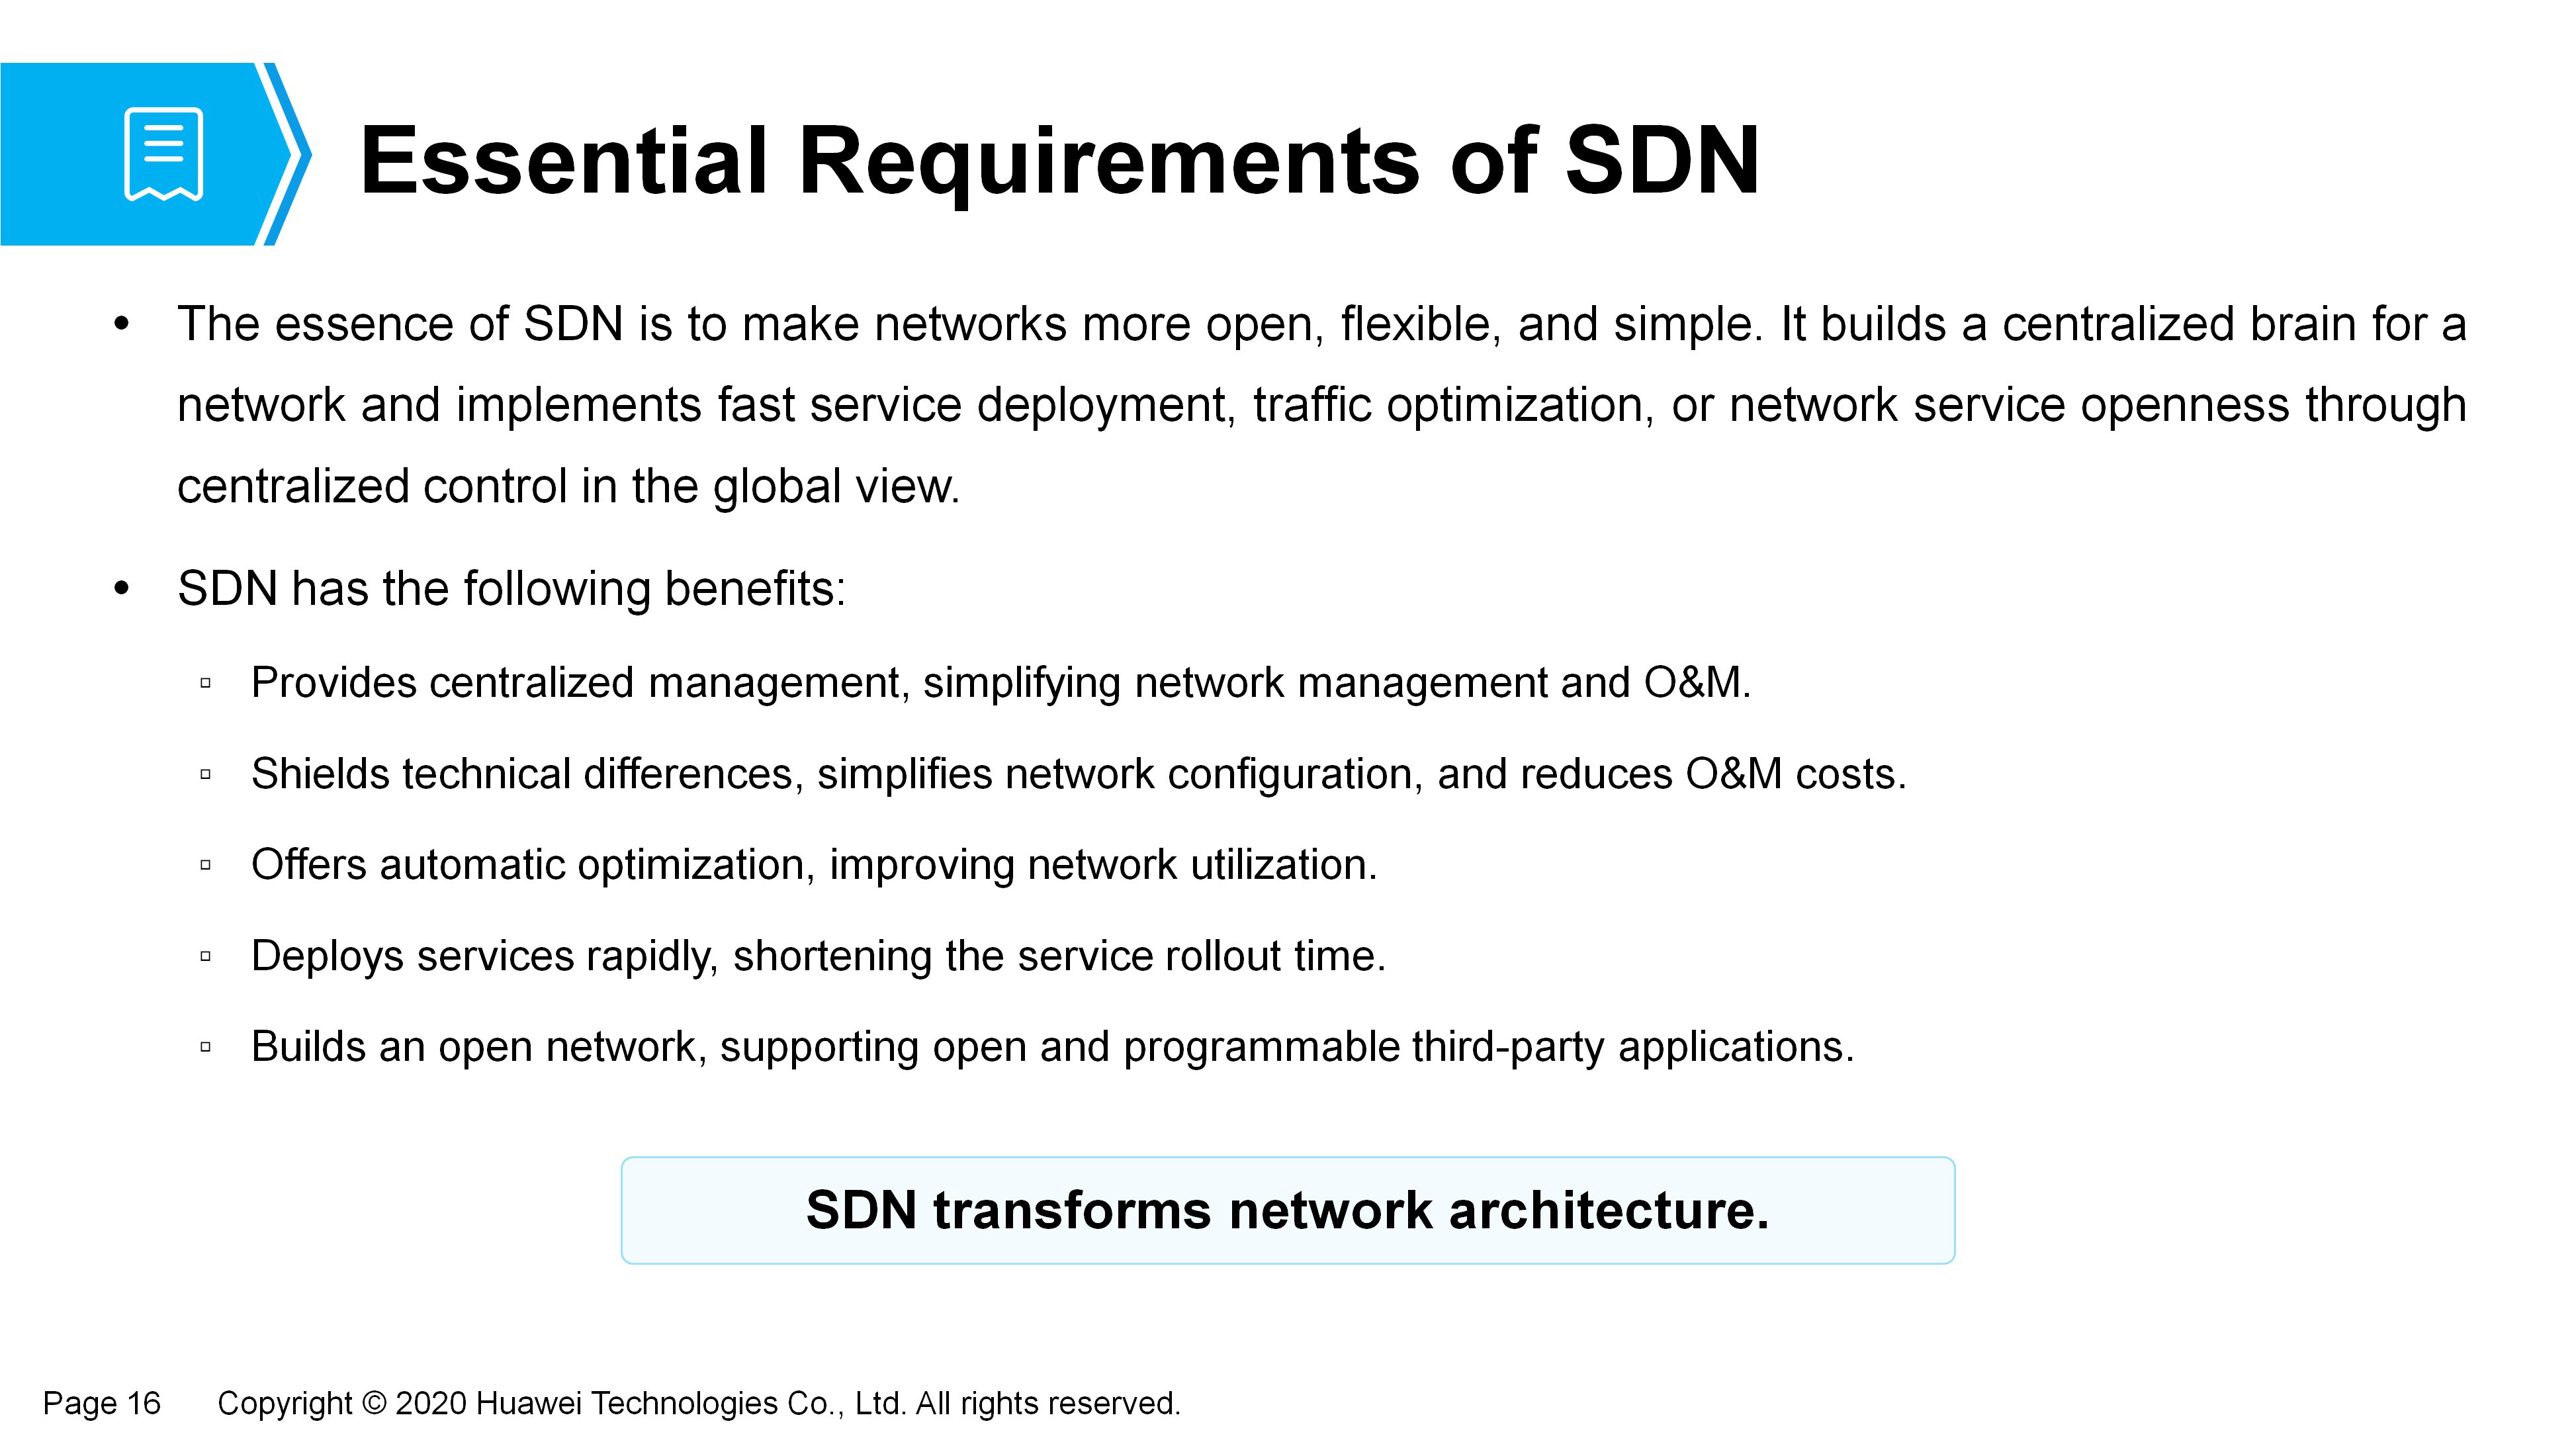 Essential Requirements of SDN
• The essence of SDN is to make networks more open, flexible, and simple. It builds a centralized brain for a
network and implements fast service deployment, traffic optimization, or network service openness through
centralized control in the global view.
• SDN has the following benefits:
▫ Provides centralized management, simplifying network management and O&M.
▫ Shields technical differences, simplifies network configuration, and reduces O&M costs.
▫ Offers automatic optimization, improving network utilization.
▫ Deploys services rapidly, shortening the service rollout time.
▫ Builds an open network, supporting open and programmable third-party applications.
SDN transforms network architecture.
Page 16 Copyright © 2020 Huawei Technologies Co., Ltd. All rights reserved.